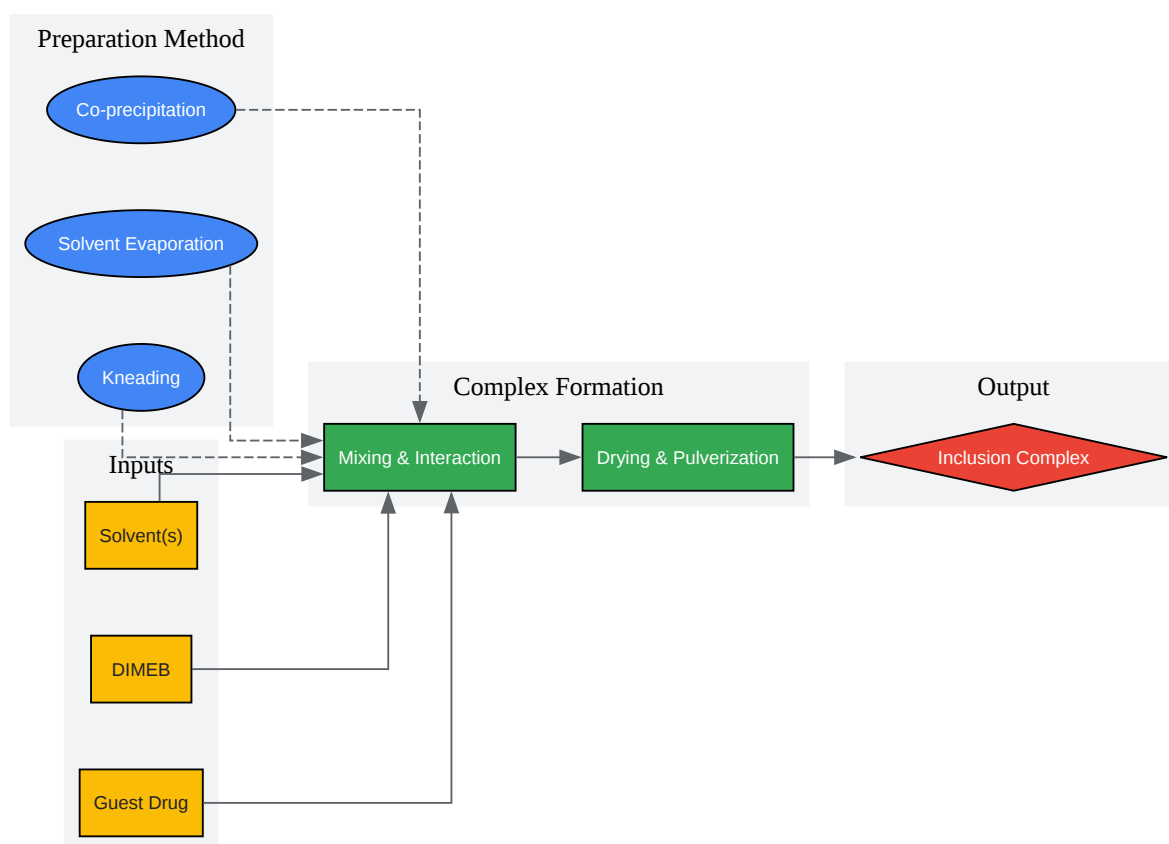 Preparation Method
Co-precipitation
Solvent Evaporation
Kneading
Inputs
Solvent(s)
DIMEB
Guest Drug
Complex Formation
Mixing & Interaction
Drying & Pulverization
Output
Inclusion Complex